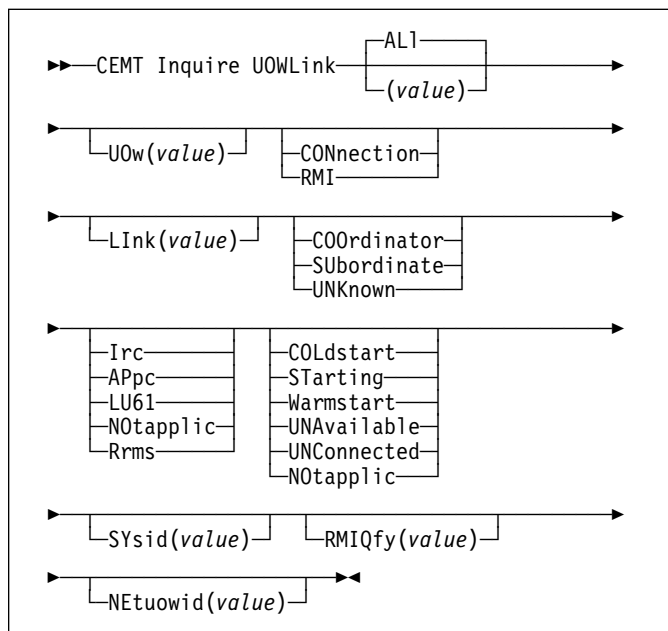 ALl
CEMT Inquire UOWLink
(value)
UOw(value) CONnection
RMI
LInk(value) COOrdinator
SUbordinate
UNKnown
Irc COLdstart
APpc STarting
LU61 Warmstart
NOtapplic UNAvailable
Rrms UNConnected
NOtapplic
SYsid(value) RMIQfy(value)
NEtuowid(value)